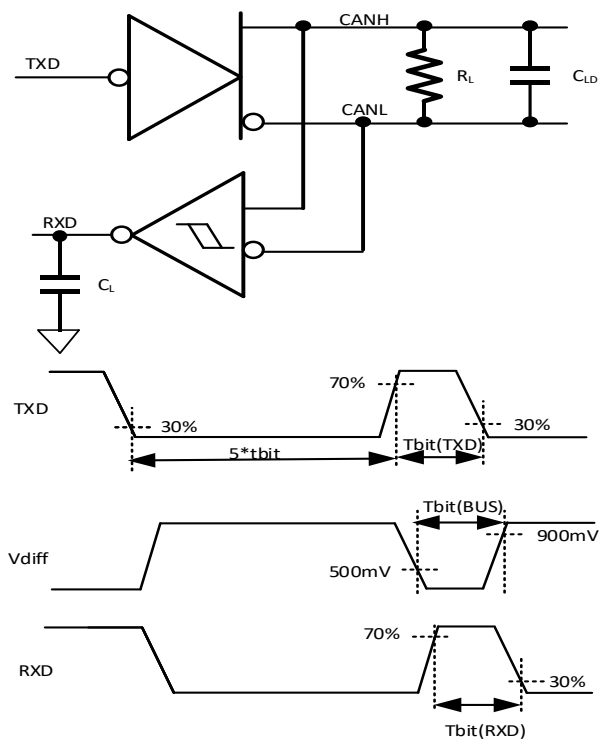 CANH
TXD
RL
CLD
CANL
RXD
CL
70%
TXD
30%
30%
5*tbit
Tbit(TXD)
Tbit(BUS)
900mV
Vdiff
500mV
70%
RXD
30%
Tbit(RXD)